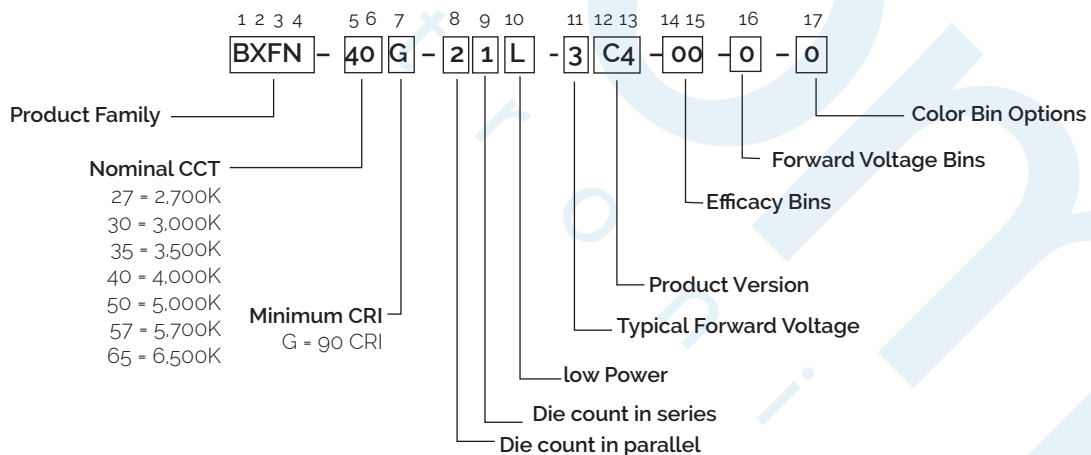 1 2 3 4 5 6 7 8 9 10 11 12 13 14 15 16 17
BXFN – 40 G – 2 1 L - 3 C4 – 00 – 0 – 0
Product Family
Color Bin Options
Nominal CCT
Forward Voltage Bins
27 = 2,700K
Efficacy Bins
30 = 3,000K
35 = 3,500K
40 = 4,000K
50 = 5,000K
57 = 5,700K
65 = 6,500K
Product Version
Minimum CRI
G = 90 CRI
Typical Forward Voltage
low Power
Die count in series
Die count in parallel